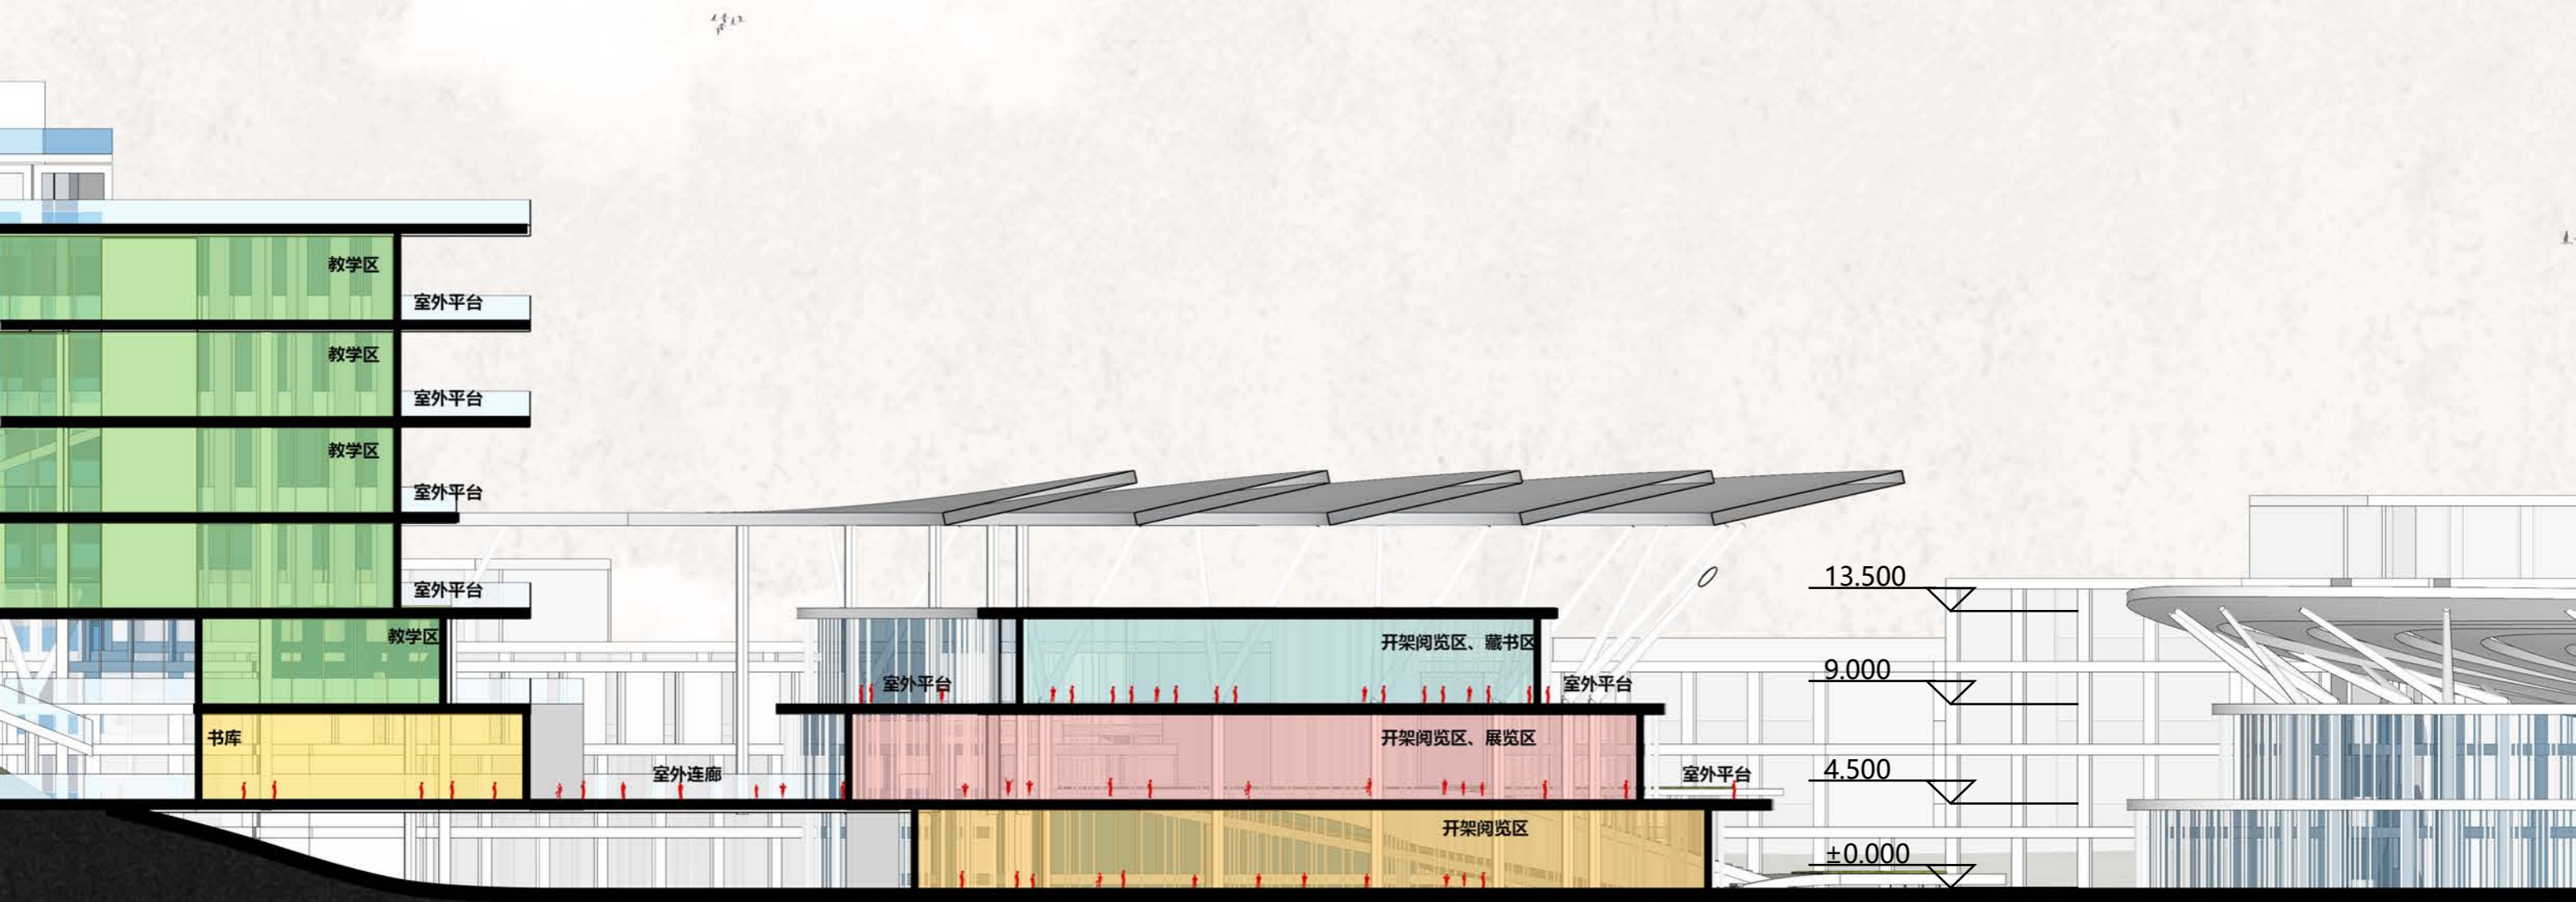 教学区
室外平台
教学区
室外平台
教学区
室外平台
室外平台
教学区
书库
室外连廊
开架阅览区、藏书区
室外平台
室外平台
开架阅览区、展览区
室外平台
开架阅览区
13.500
9.000
4.500
±0.000